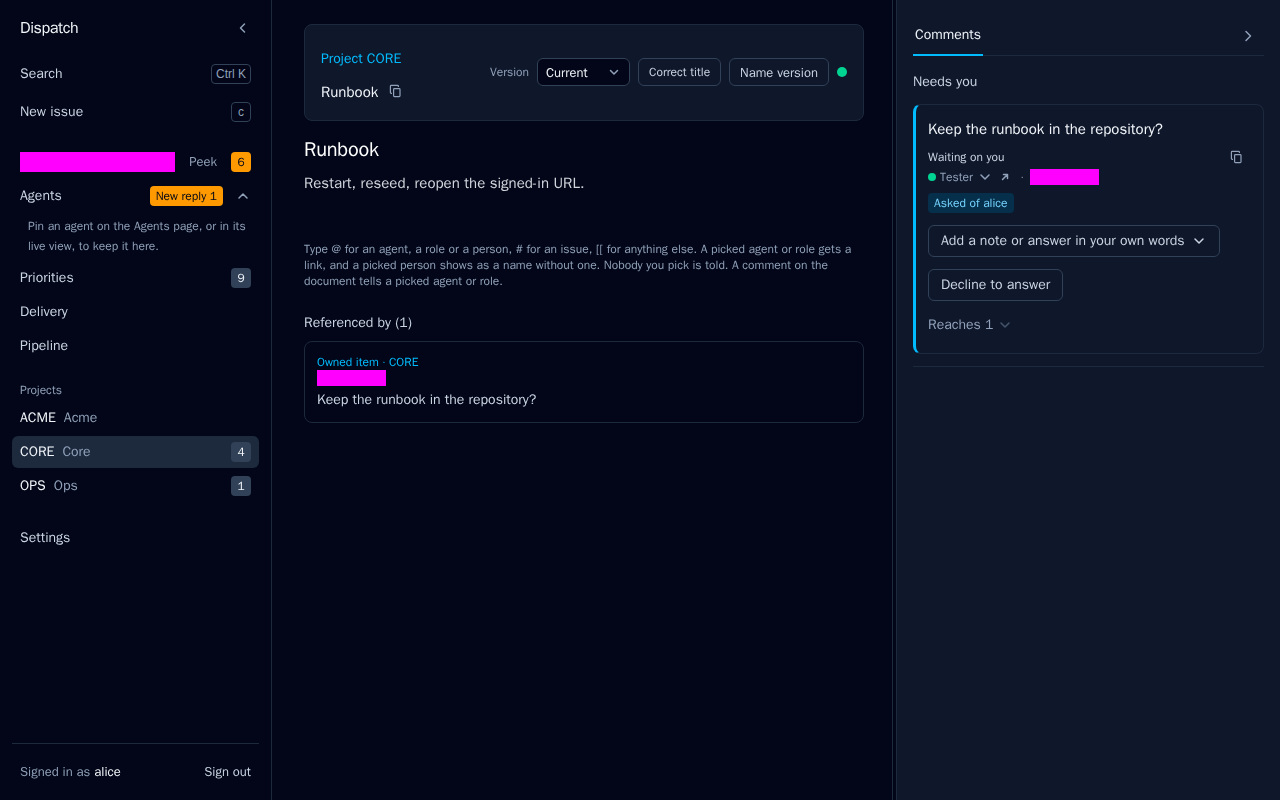 Dispatch
Search Ctrl K
New issue c
Peek 6
Agents New reply 1
Pin an agent on the Agents page, or in its
live view, to keep it here.
Priorities 9
Delivery
Pipeline
Projects
ACME Acme
CORE Core 4
OPS Ops 1
Settings
Signed in as alice Sign out
Project CORE
Runbook
Version Current Correct title Name version
Runbook
Restart, reseed, reopen the signed-in URL.
Type @ for an agent, a role or a person, # for an issue, [[ for anything else. A picked agent or role gets a
link, and a picked person shows as a name without one. Nobody you pick is told. A comment on the
document tells a picked agent or role.
Referenced by (1)
Owned item · CORE
Keep the runbook in the repository?
Comments
Needs you
Keep the runbook in the repository?
Waiting on you
Tester ·
Asked of alice
Add a note or answer in your own words
Decline to answer
Reaches 1